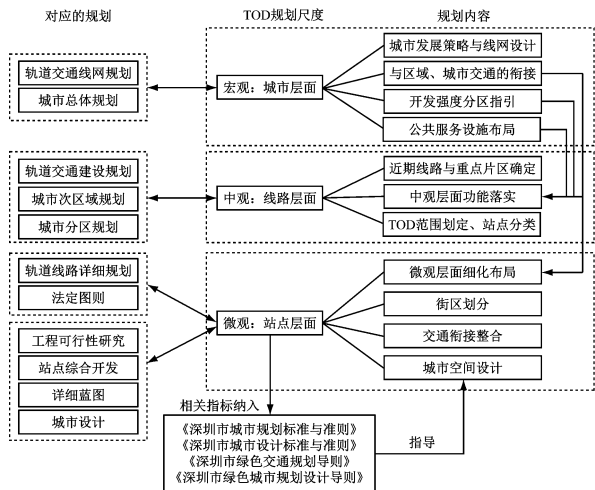 对应的规划
TOD规划尺度
规划内容
轨道交通线网规划
城市总体规划
宏观：城市层面
城市发展策略与线网设计
与区域、城市交通的衔接
开发强度分区指引
公共服务设施布局
轨道交通建设规划
城市次区域规划
城市分区规划
中观：线路层面
近期线路与重点片区确定
中观层面功能落实
TOD范围划定、站点分类
轨道线路详细规划
法定图则
工程可行性研究
站点综合开发
详细蓝图
城市设计
微观：站点层面
微观层面细化布局
街区划分
交通衔接整合
城市空间设计
相关指标纳入
《深圳市城市规划标准与准则》
《深圳市城市设计标准与准则》
《深圳市绿色交通规划导则》
《深圳市绿色城市规划设计导则》
指导